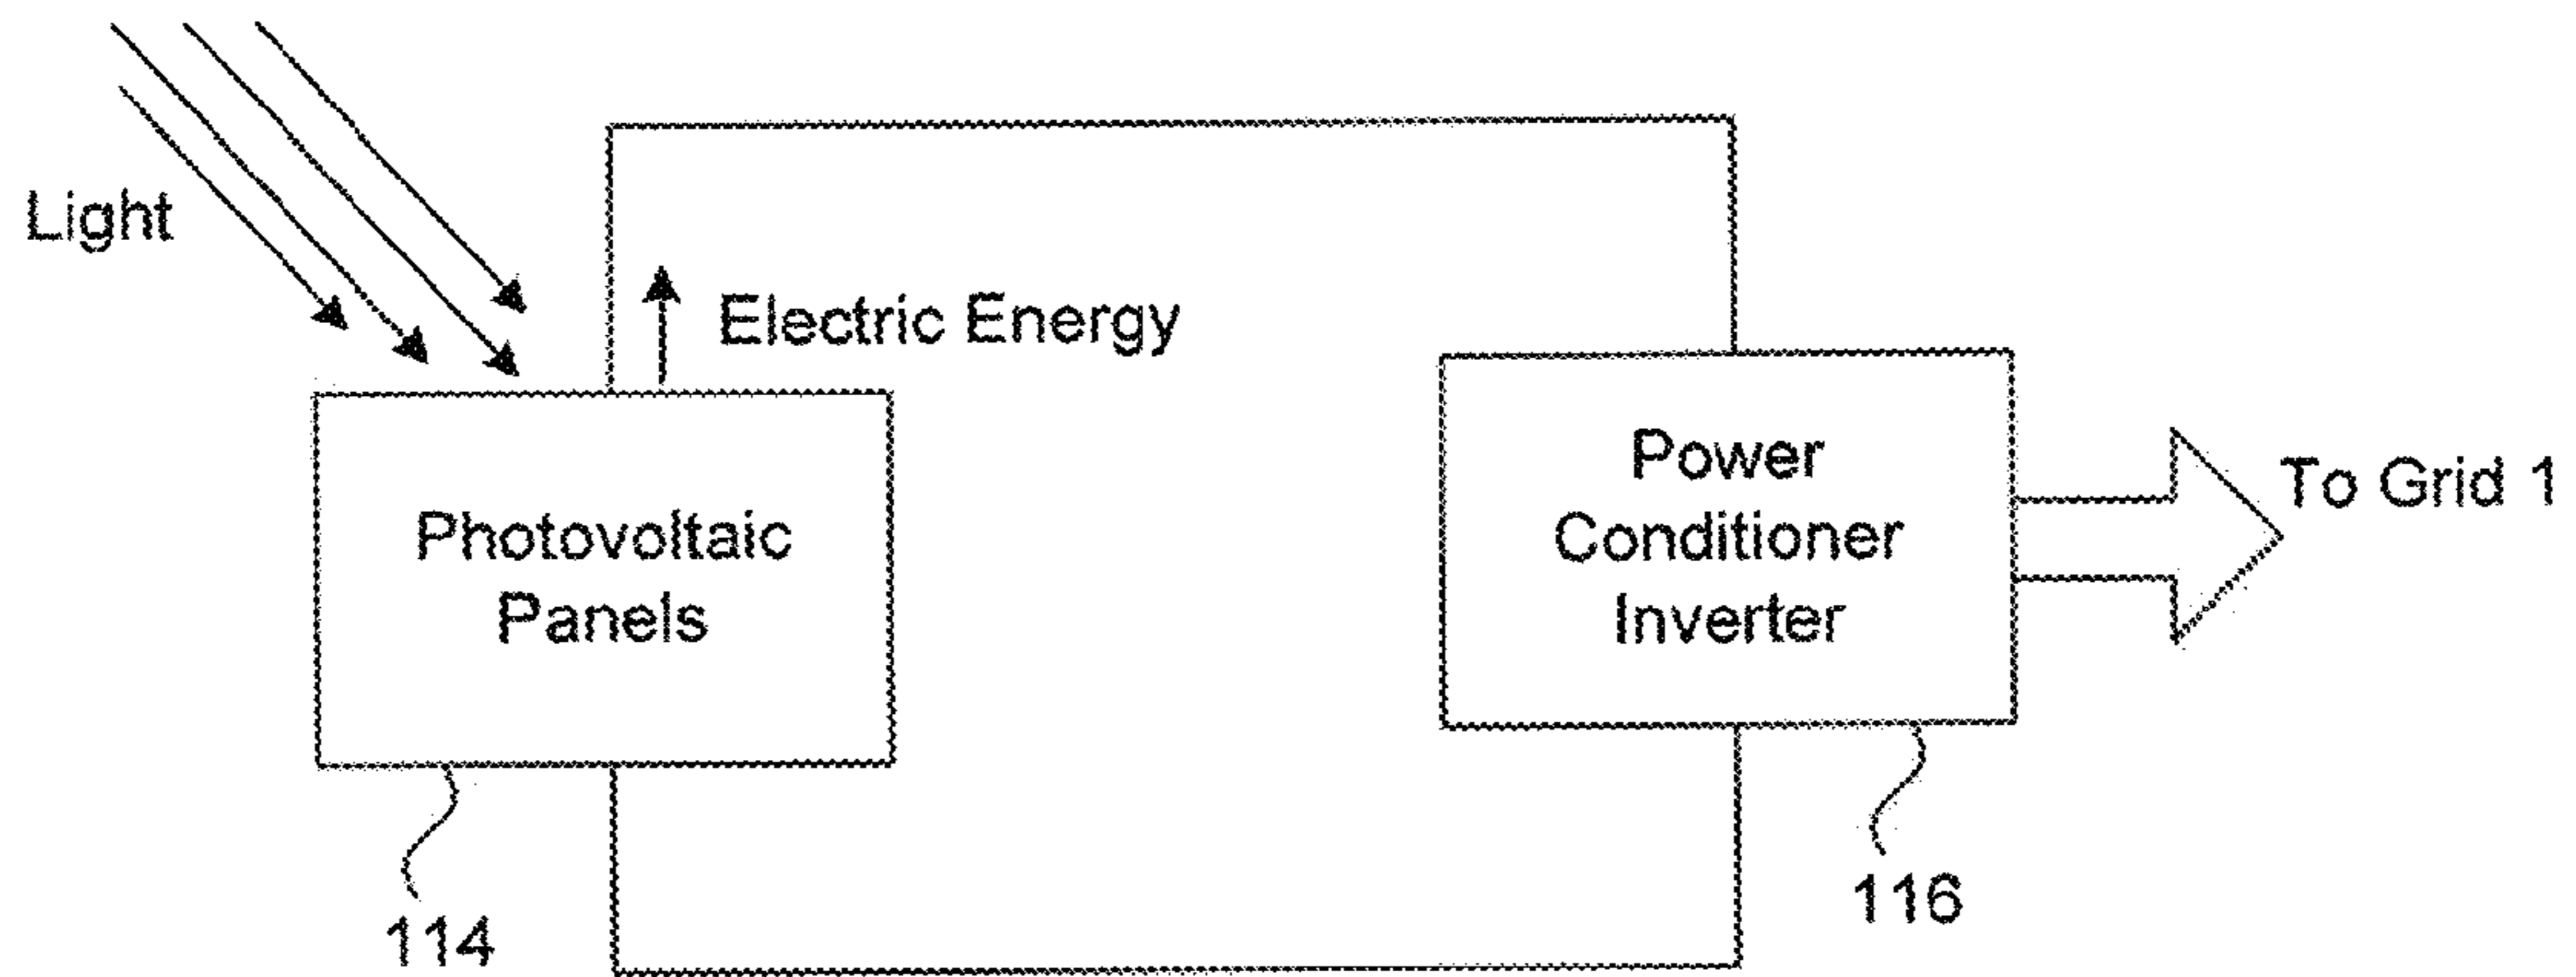 Light
Electric Energy
Photovoltaic
Panels
Power
Conditioner
Inverter
To Grid 1
114
116